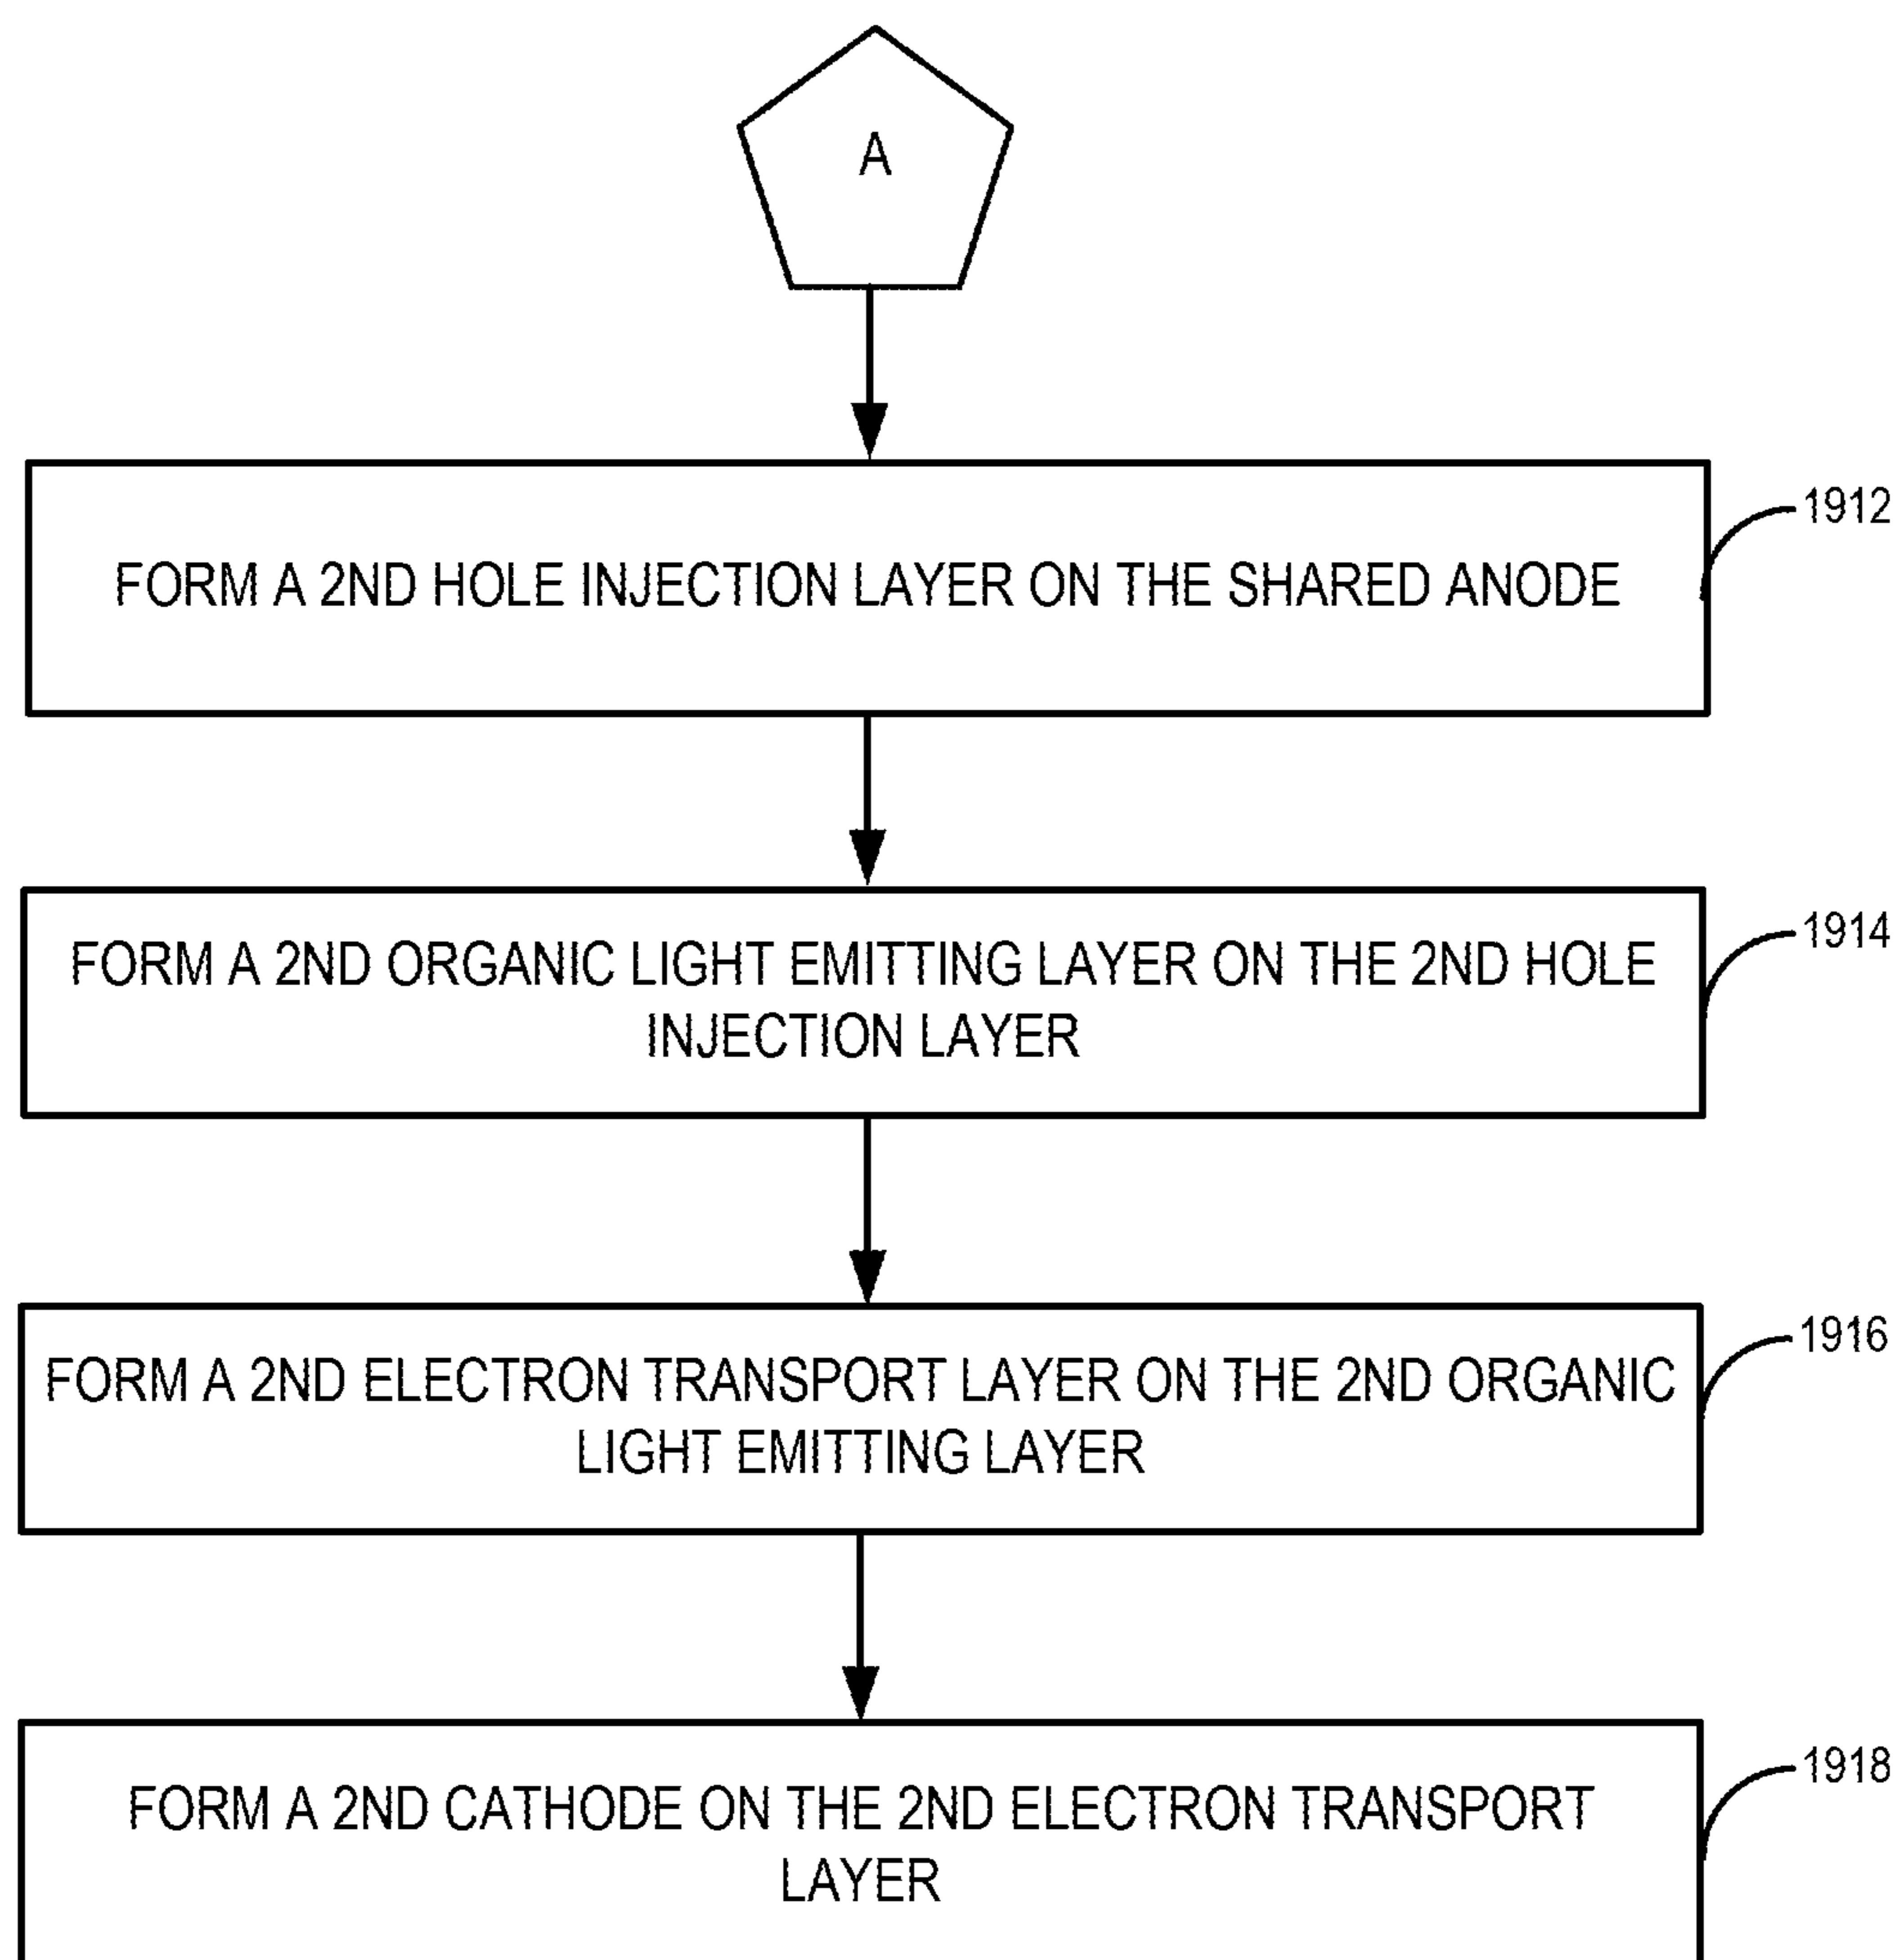 A
1912
FORM A 2ND HOLE INJECTION LAYER ON THE SHARED ANODE
1914
FORM A 2ND ORGANIC LIGHT EMITTING LAYER ON THE 2ND HOLE
INJECTION LAYER
1916
FORM A 2ND ELECTRON TRANSPORT LAYER ON THE 2ND ORGANIC
LIGHT EMITTING LAYER
1918
FORM A 2ND CATHODE ON THE 2ND ELECTRON TRANSPORT
LAYER